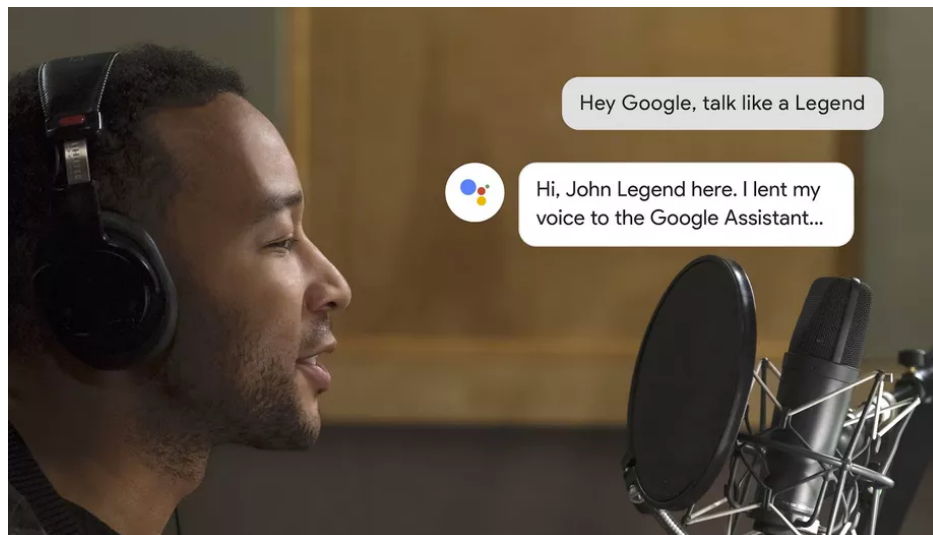 Hey Google, talk like a Legend
Hi, John Legend here. I lent my
voice to the Google Assistant...